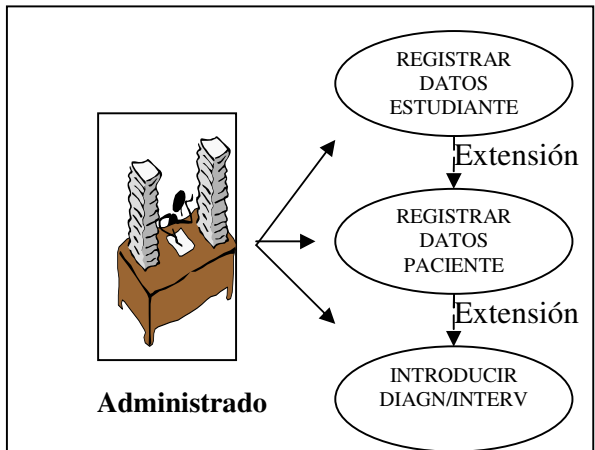 REGISTRAR
DATOS
ESTUDIANTE
Extensión
REGISTRAR
DATOS
PACIENTE
Extensión
INTRODUCIR
DIAGN/INTERV
Administrado